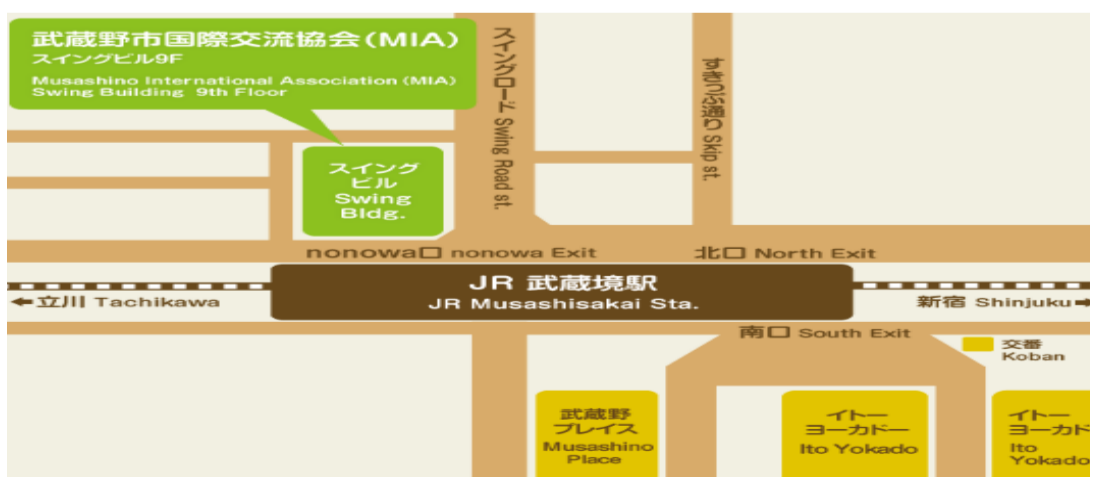 武蔵野市国際交流協会(MIA)
スイングビル9F
Musashino International Association (MIA)
Swing Building 9th Floor
スイングロード Swing Road st.
すきっぷ通り Skip st.
スイング
ビル
Swing
Bldg.
nonowa口 nonowa Exit
北口 North Exit
JR 武蔵境駅
JR Musashisakai Sta.
←立川 Tachikawa
新宿 Shinjuku→
南口 South Exit
交番
Koban
武蔵野
プレイス
Musashino
Place
イトー
ヨーカドー
Ito Yokado
イトー
ヨーカド
Ito
Yokado